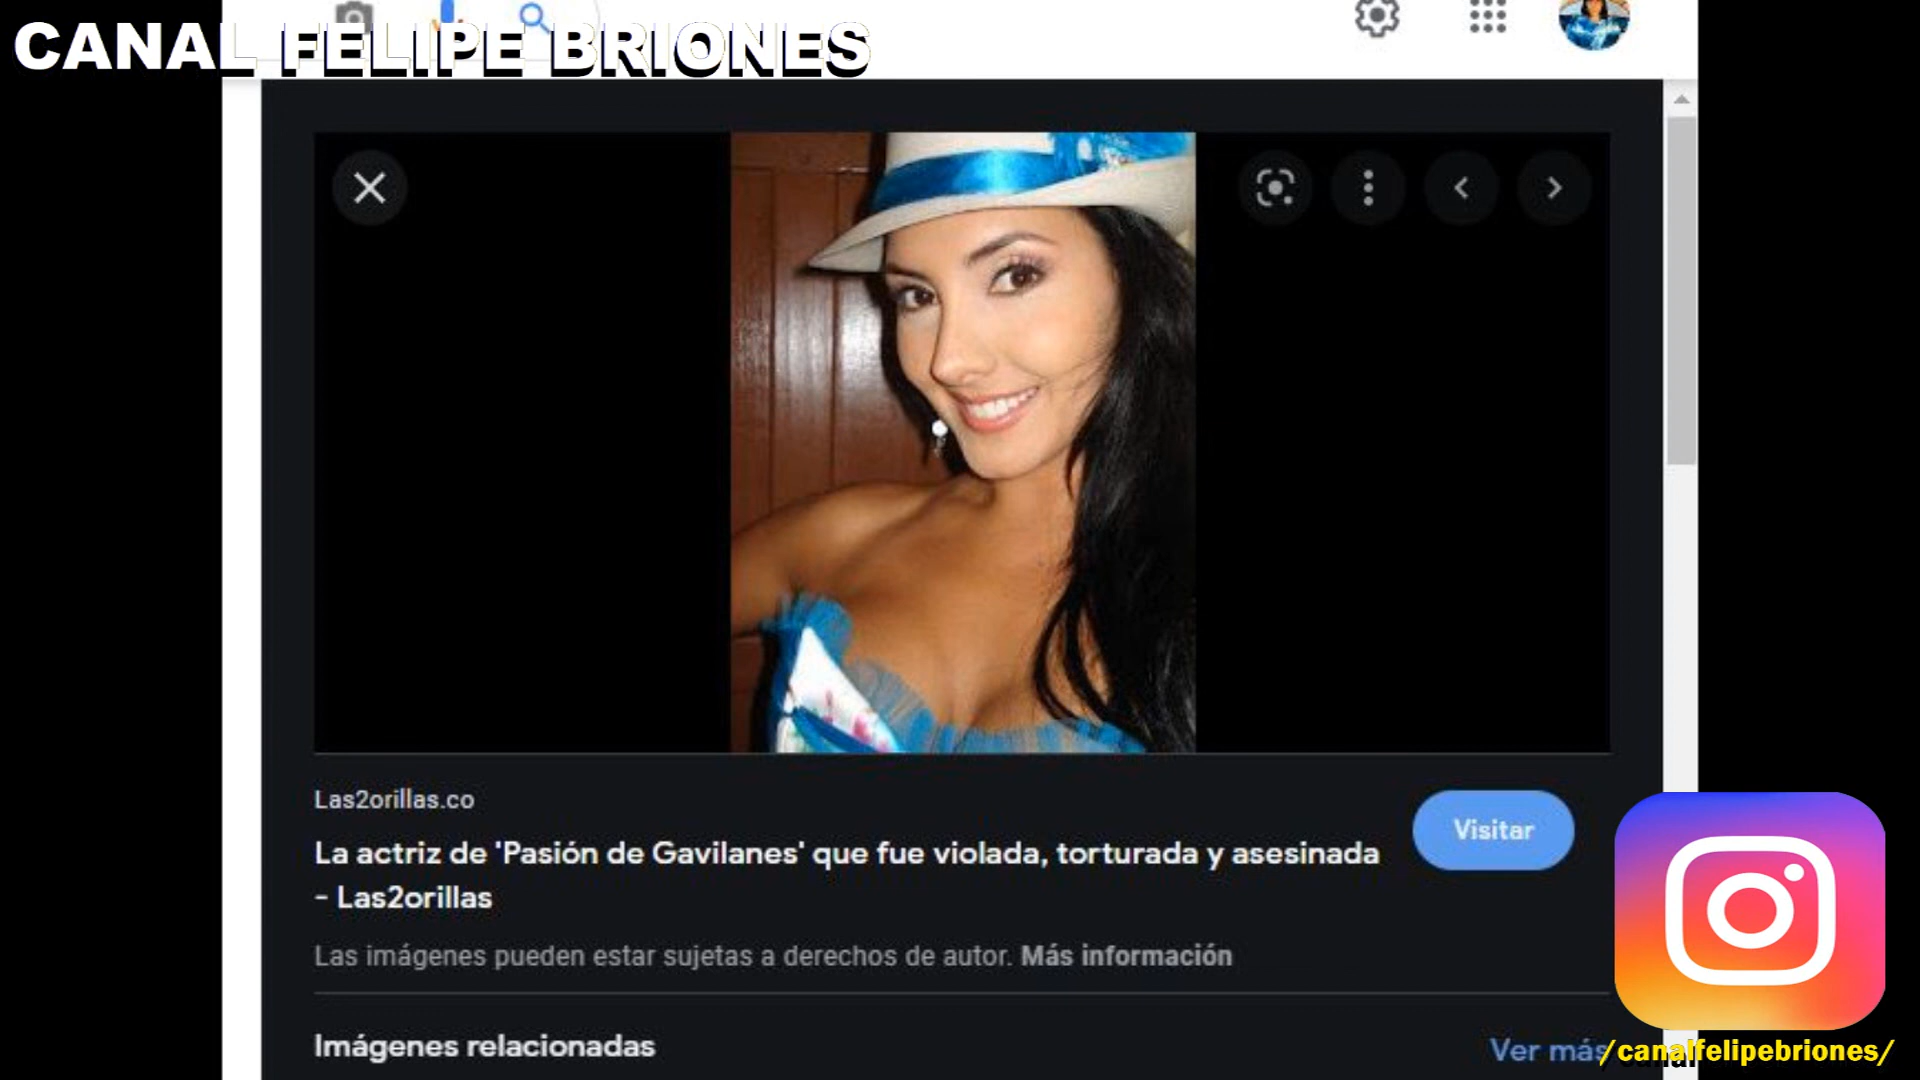 CANAL FELIPE BRIONES
Las2orillas.co
Visitar
La actriz de 'Pasión de Gavilanes' que fue violada, torturada y asesinada
- Las2orillas
Las imágenes pueden estar sujetas a derechos de autor. Más información
Imágenes relacionadas
Ver más
/canalfelipebriones/